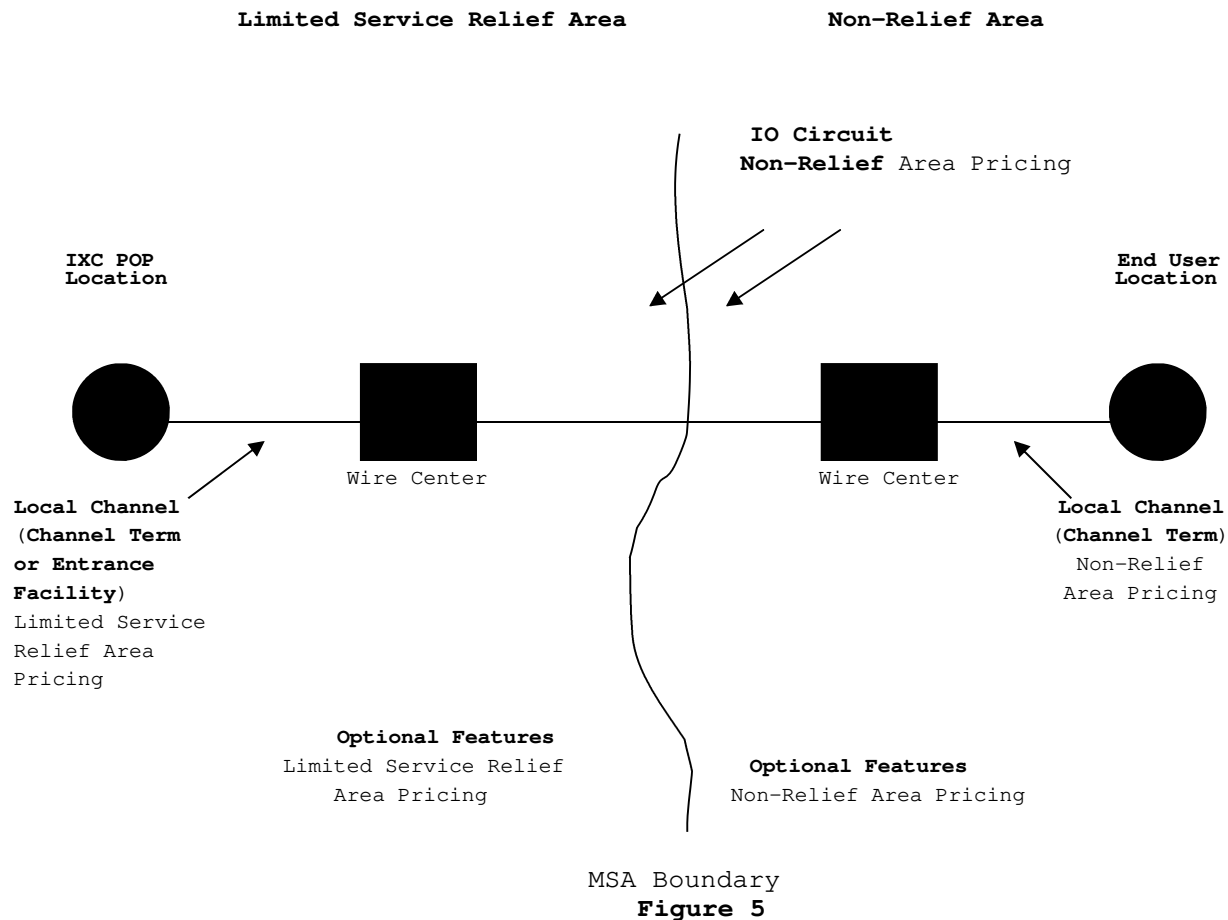 Limited Service Relief Area
Non-Relief Area
IO Circuit
Non-Relief Area Pricing
IXC POP
Location
End User
Location
Wire Center
Wire Center
Local Channel
(Channel Term
or Entrance
Facility)
Limited Service
Relief Area
Pricing
Local Channel
(Channel Term)
Non-Relief
Area Pricing
Optional Features
Limited Service Relief
Area Pricing
Optional Features
Non-Relief Area Pricing
MSA Boundary
Figure 5